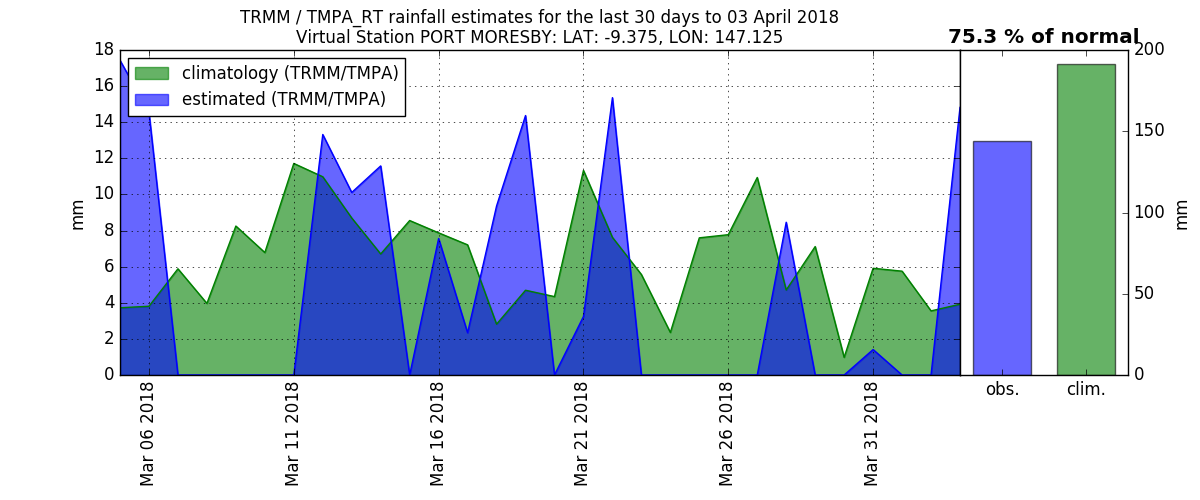 TRMM / TMPA_RT rainfall estimates for the last 30 days to 03 April 2018
Virtual Station PORT MORESBY: LAT: -9.375, LON: 147.125
75.3 % of normal
climatology (TRMM/TMPA)
estimated (TRMM/TMPA)
18
16
14
12
10
8
6
4
2
0
mm
Mar 06 2018
Mar 11 2018
Mar 16 2018
Mar 21 2018
Mar 26 2018
Mar 31 2018
200
150
100
50
0
mm
obs.
clim.